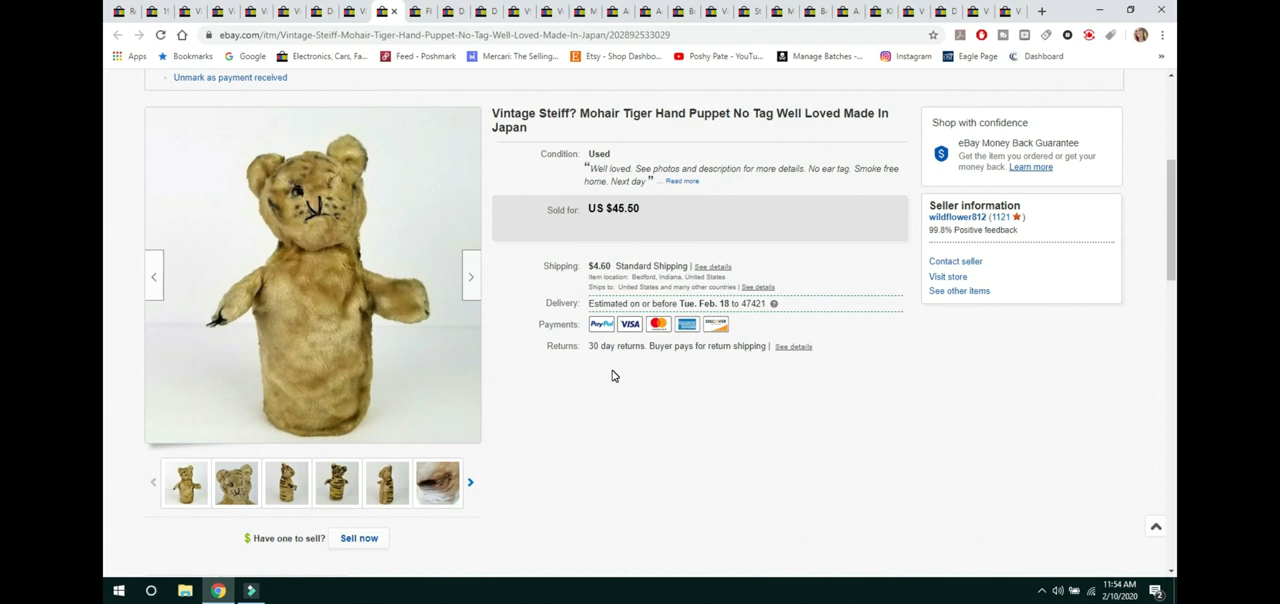 ebay.com/itm/Vintage-Steiff-Mohair-Tiger-Hand-Puppet-No-Tag-Well-Loved-Made-In-Japan/202892533029
Apps Bookmarks Google Electronics, Cars, Fa... Feed - Poshmark Mercari: The Selling... Etsy - Shop Dashbo... Poshy Pate - YouTu... Manage Batches -... Instagram Eagle Page Dashboard »
Unmark as payment received
Vintage Steiff? Mohair Tiger Hand Puppet No Tag Well Loved Made In
Japan
Condition: Used
“Well loved. See photos and description for more details. No ear tag. Smoke free
home. Next day ” ... Read more
Sold for: US $45.50
Shipping: $4.60 Standard Shipping | See details
Item location: Bedford, Indiana, United States
Ships to: United States and many other countries | See details
Delivery: Estimated on or before Tue. Feb. 18 to 47421
Payments: PayPal VISA
Returns: 30 day returns. Buyer pays for return shipping | See details
Shop with confidence
eBay Money Back Guarantee
Get the item you ordered or get your
money back. Learn more
Seller information
wildflower812 (1121 )
99.8% Positive feedback
Contact seller
Visit store
See other items
$ Have one to sell? Sell now
11:54 AM
2/10/2020